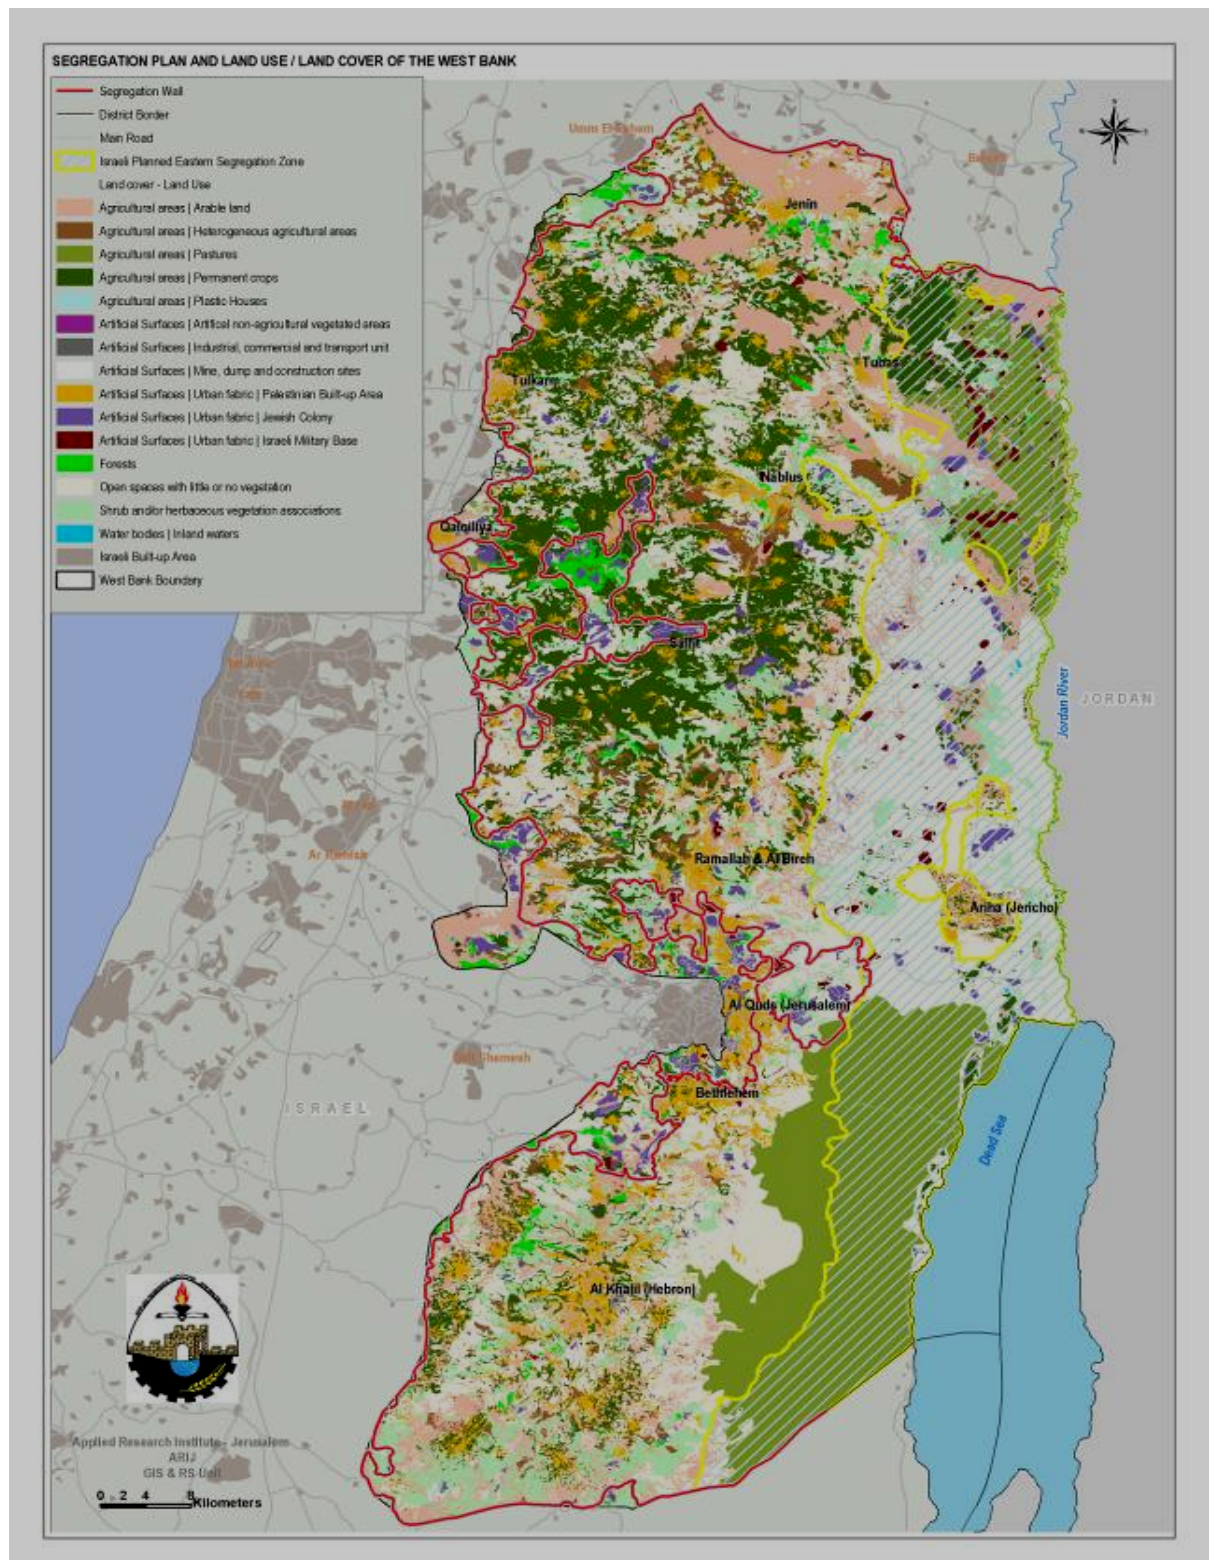 SEGREGATION PLAN AND LAND USE / LAND COVER OF THE WEST BANK
Segregation Wall
District Border
Main Road
Israeli Planned Eastern Segregation Zone
Land cover - Land Use
Agricultural areas | Arable land
Agricultural areas | Heterogeneous agricultural areas
Agricultural areas | Pastures
Agricultural areas | Permanent crops
Agricultural areas | Plastic Houses
Artificial Surfaces | Artifical non-agricultural vegetated areas
Artificial Surfaces | Industrial, commercial and transport unit
Artificial Surfaces | Mine, dump and construction sites
Artificial Surfaces | Urban fabric | Palestinian Built-up Area
Artificial Surfaces | Urban fabric | Jewish Colony
Artificial Surfaces | Urban fabric | Israeli Military Base
Forests
Open spaces with little or no vegetation
Shrub and/or herbaceous vegetation associations
Water bodies | Inland waters
Israeli Built-up Area
West Bank Boundary
Jenin
Tubas
Tulkarm
Nablus
Qalqiliya
Salfit
Jordan River
JORDAN
Ramallah & Al Bireh
Ariha (Jericho)
Al Quds (Jerusalem)
Bethlehem
ISRAEL
Dead Sea
Al Khalil (Hebron)
Applied Research Institute - Jerusalem
ARIJ
GIS & RS Unit
0 2 4 8
Kilometers